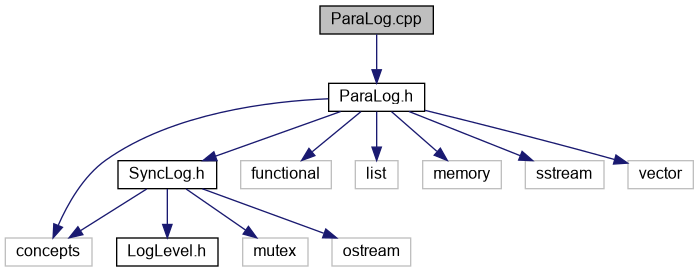 ParaLog.cpp
ParaLog.h
SyncLog.h
functional
list
memory
sstream
vector
concepts
LogLevel.h
mutex
ostream